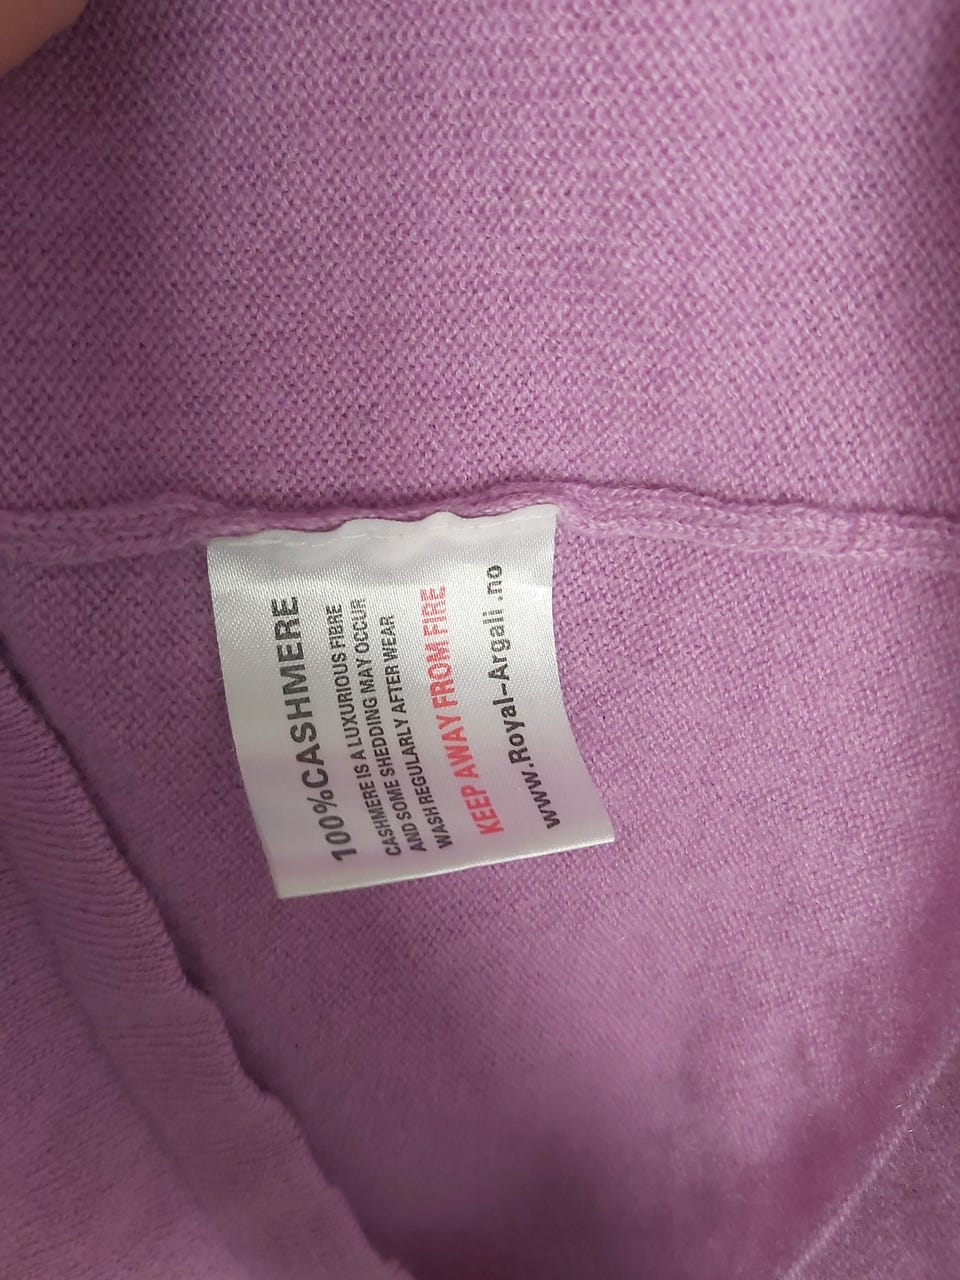 100%CASHMERE
CASHMERE IS A LUXURIOUS FIBRE
AND SOME SHEDDING MAY OCCUR
WASH REGULARLY AFTER WEAR
KEEP AWAY FROM FIRE
www.Royal-Argali.no